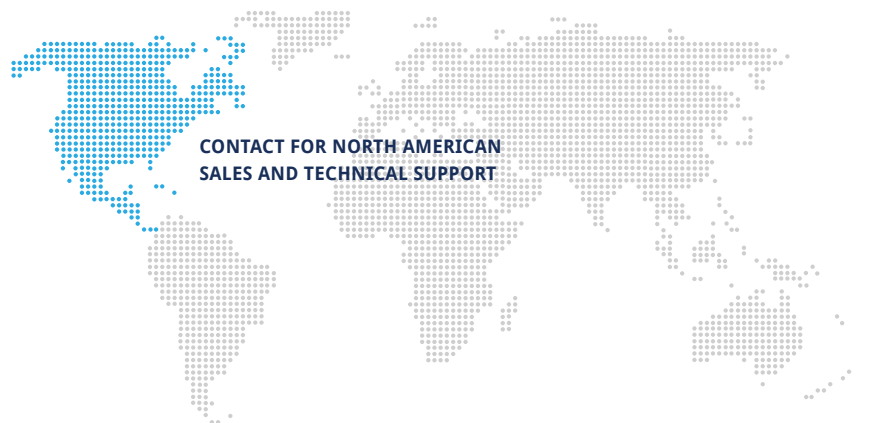 CONTACT FOR NORTH AMERICAN
SALES AND TECHNICAL SUPPORT